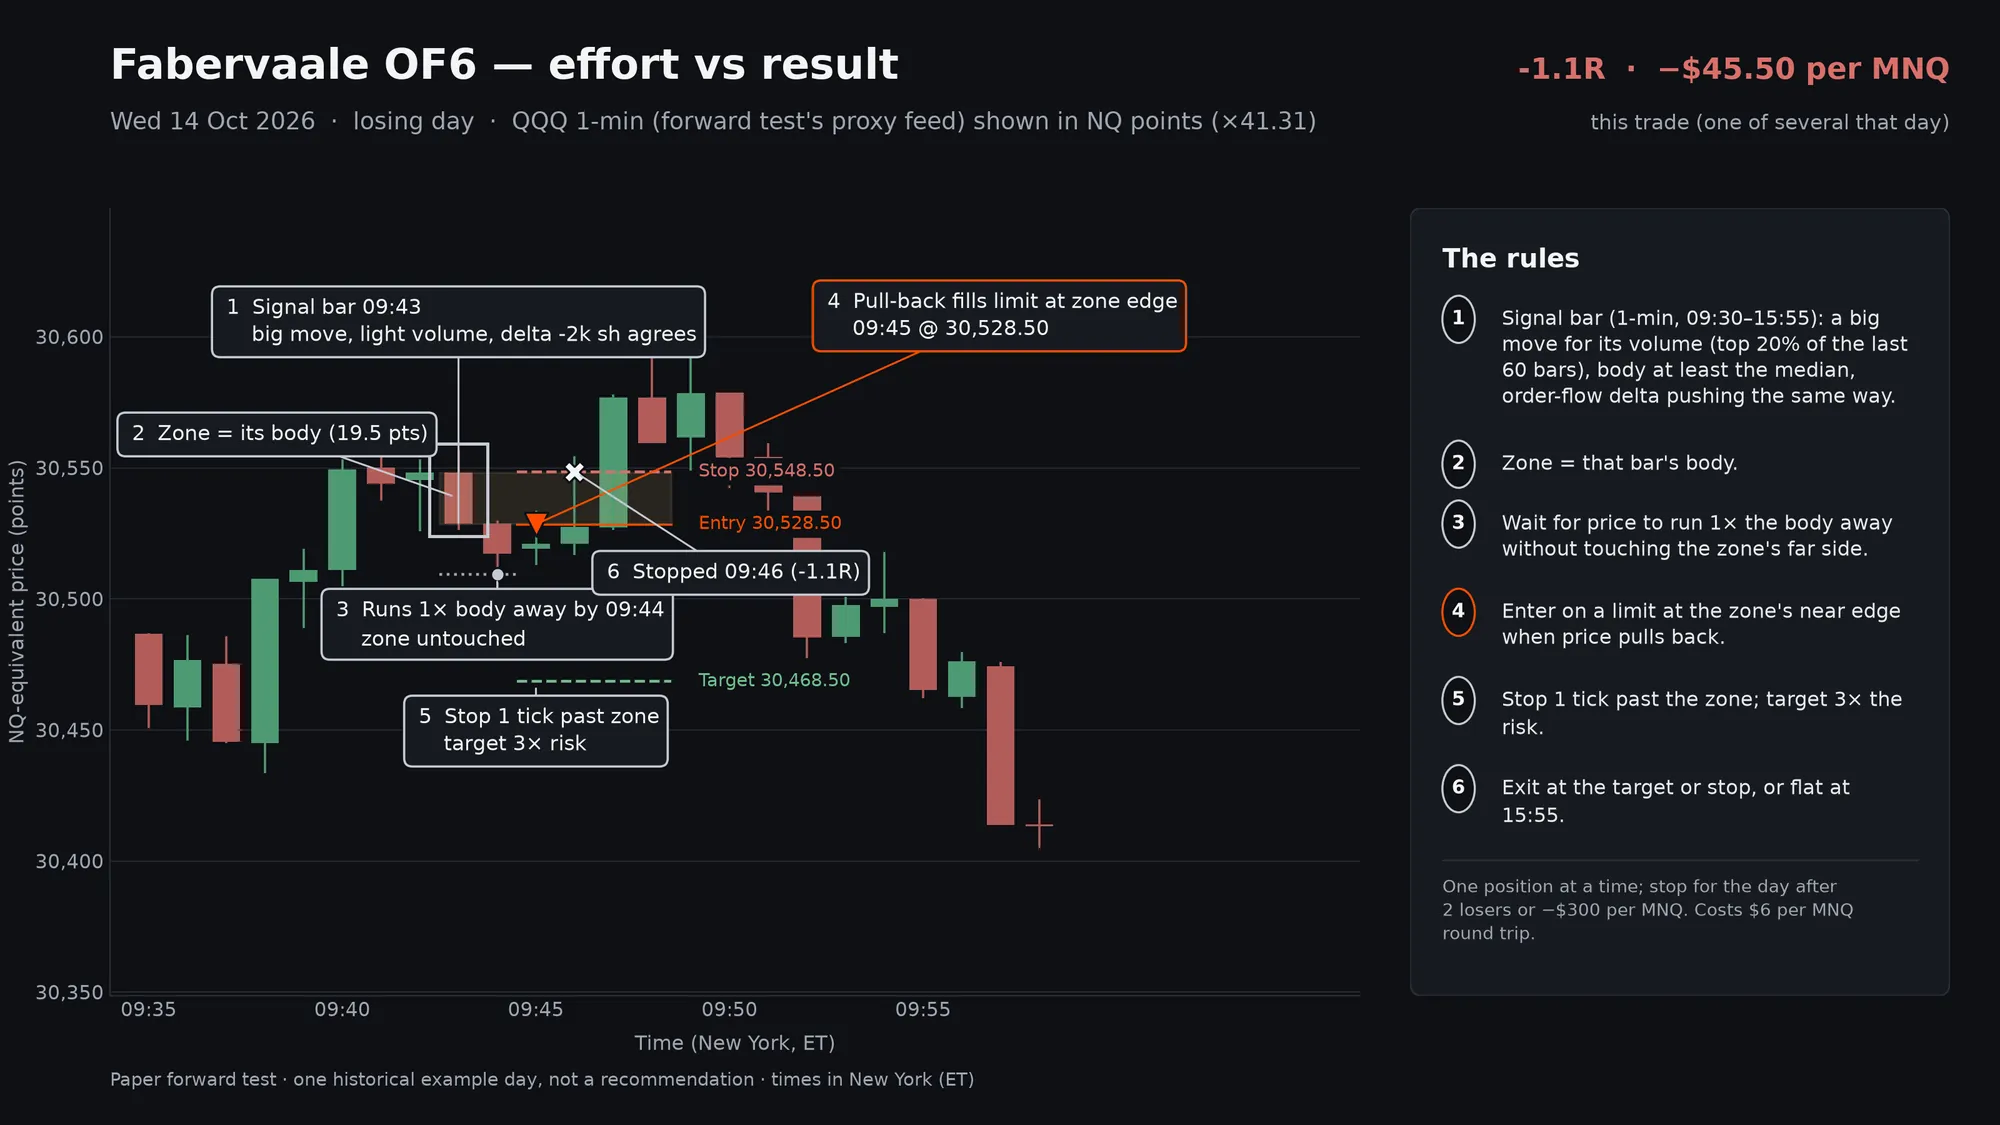 Fabervaale OF6 — effort vs result
-1.1R · −$45.50 per MNQ
Wed 14 Oct 2026 · losing day · QQQ 1-min (forward test's proxy feed) shown in NQ points (×41.31)
this trade (one of several that day)
1 Signal bar 09:43
big move, light volume, delta -2k sh agrees
4 Pull-back fills limit at zone edge
09:45 @ 30,528.50
2 Zone = its body (19.5 pts)
Stop 30,548.50
Entry 30,528.50
6 Stopped 09:46 (-1.1R)
3 Runs 1× body away by 09:44
zone untouched
Target 30,468.50
5 Stop 1 tick past zone
target 3× risk
NQ-equivalent price (points)
30,600
30,550
30,500
30,450
30,400
30,350
09:35
09:40
09:45
09:50
09:55
Time (New York, ET)
The rules
1 Signal bar (1-min, 09:30–15:55): a big
move for its volume (top 20% of the last
60 bars), body at least the median,
order-flow delta pushing the same way.
2 Zone = that bar's body.
3 Wait for price to run 1× the body away
without touching the zone's far side.
4 Enter on a limit at the zone's near edge
when price pulls back.
5 Stop 1 tick past the zone; target 3× the
risk.
6 Exit at the target or stop, or flat at
15:55.
One position at a time; stop for the day after
2 losers or −$300 per MNQ. Costs $6 per MNQ
round trip.
Paper forward test · one historical example day, not a recommendation · times in New York (ET)